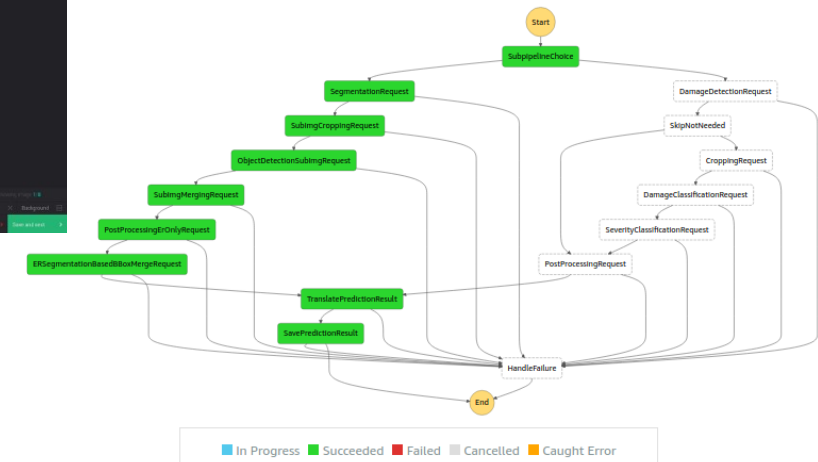 Start
SubpipelineChoice
SegmentationRequest
DamageDetectionRequest
SubImgCroppingRequest
SkipNotNeeded
ObjectDetectionSubImgRequest
CroppingRequest
SubImgMergingRequest
DamageClassificationRequest
PostProcessingErOnlyRequest
SeverityClassificationRequest
ERSegmentationBasedBBoxMergeRequest
PostProcessingRequest
TranslatePredictionResult
SavePredictionResult
HandleFailure
End
Background
Save and next
In Progress Succeeded Failed Cancelled Caught Error